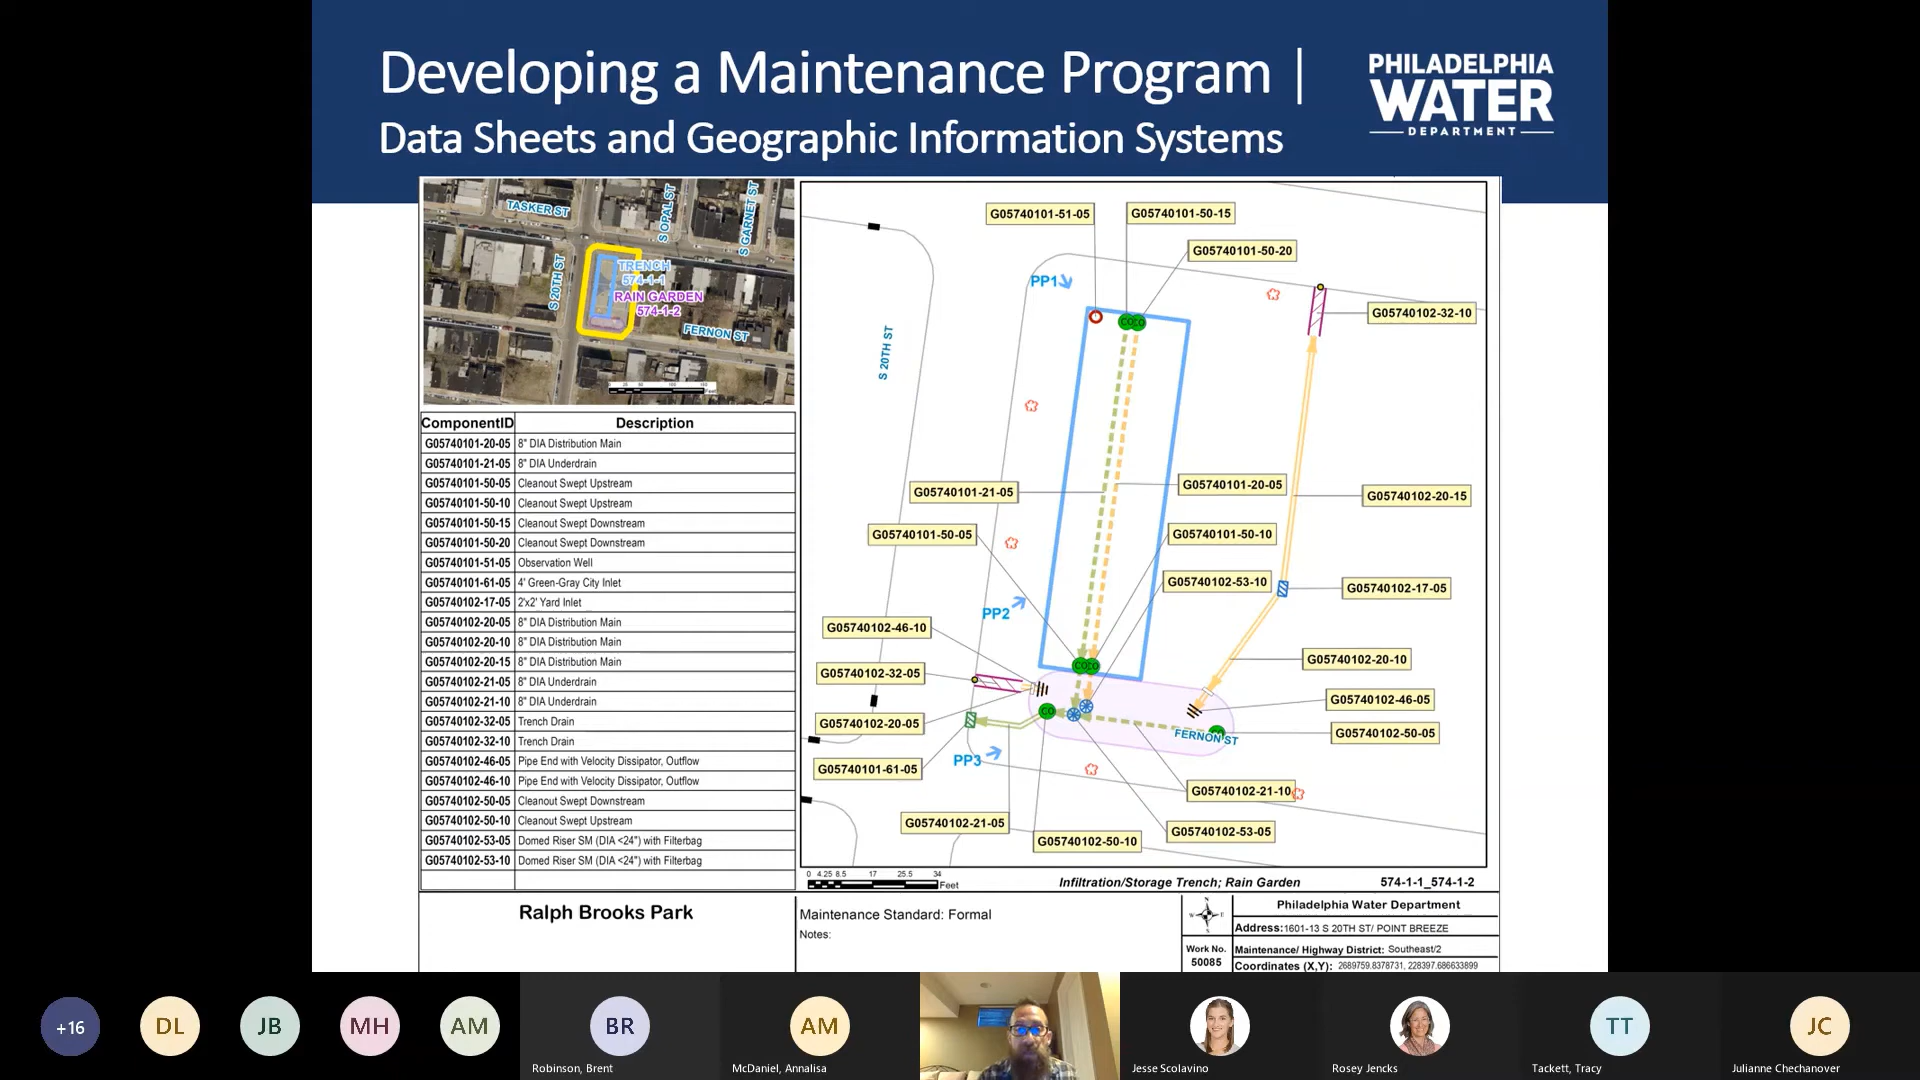 Developing a Maintenance Program |
Data Sheets and Geographic Information Systems
PHILADELPHIA
WATER
DEPARTMENT
TASKER ST
S OPAL ST
S GARNET ST
S 20TH ST
TRENCH
574-1-1
RAIN GARDEN
574-1-2
FERNON ST
ComponentID Description
G05740101-20-05 8" DIA Distribution Main
G05740101-21-05 8" DIA Underdrain
G05740101-50-05 Cleanout Swept Upstream
G05740101-50-10 Cleanout Swept Upstream
G05740101-50-15 Cleanout Swept Downstream
G05740101-50-20 Cleanout Swept Downstream
G05740101-51-05 Observation Well
G05740101-61-05 4' Green-Gray City Inlet
G05740102-17-05 2'x2' Yard Inlet
G05740102-20-05 8" DIA Distribution Main
G05740102-20-10 8" DIA Distribution Main
G05740102-20-15 8" DIA Distribution Main
G05740102-21-05 8" DIA Underdrain
G05740102-21-10 8" DIA Underdrain
G05740102-32-05 Trench Drain
G05740102-32-10 Trench Drain
G05740102-46-05 Pipe End with Velocity Dissipator, Outflow
G05740102-46-10 Pipe End with Velocity Dissipator, Outflow
G05740102-50-05 Cleanout Swept Downstream
G05740102-50-10 Cleanout Swept Upstream
G05740102-53-05 Domed Riser SM (DIA <24") with Filterbag
G05740102-53-10 Domed Riser SM (DIA <24") with Filterbag
G05740101-51-05
G05740101-50-15
G05740101-50-20
PP1
G05740102-32-10
S 20TH ST
G05740101-21-05
G05740101-20-05
G05740102-20-15
G05740101-50-05
G05740101-50-10
G05740102-53-10
G05740102-17-05
PP2
G05740102-46-10
G05740102-20-10
G05740102-32-05
G05740102-46-05
G05740102-20-05
CO
FERNON ST
G05740102-50-05
PP3
G05740101-61-05
G05740102-21-10
G05740102-21-05
G05740102-53-05
G05740102-50-10
0 4.25 8.5 17 25.5 34
Feet
Infiltration/Storage Trench; Rain Garden 574-1-1_574-1-2
Ralph Brooks Park
Maintenance Standard: Formal
Notes:
N
W E
S
Work No.
50085
Philadelphia Water Department
Address:1601-13 S 20TH ST/ POINT BREEZE
Maintenance/ Highway District: Southeast/2
Coordinates (X,Y): 2689759.8378731, 228397.686633899
+16
DL
JB
MH
AM
BR
Robinson, Brent
AM
McDaniel, Annalisa
Jesse Scolavino
Rosey Jencks
TT
Tackett, Tracy
JC
Julianne Chechanover